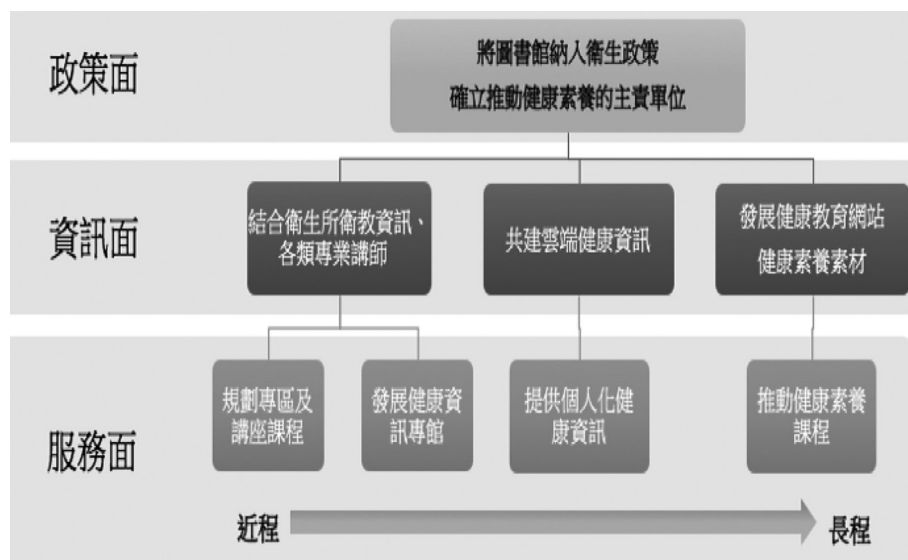 政策面
將圖書館納入衛生政策
確立推動健康素養的主責單位
資訊面
結合衛生所衛教資訊、
各類專業講師
共建雲端健康資訊
發展健康教育網站
健康素養素材
服務面
規劃專區及
講座課程
發展健康資
訊專館
提供個人化健
康資訊
推動健康素養
課程
近程
長程